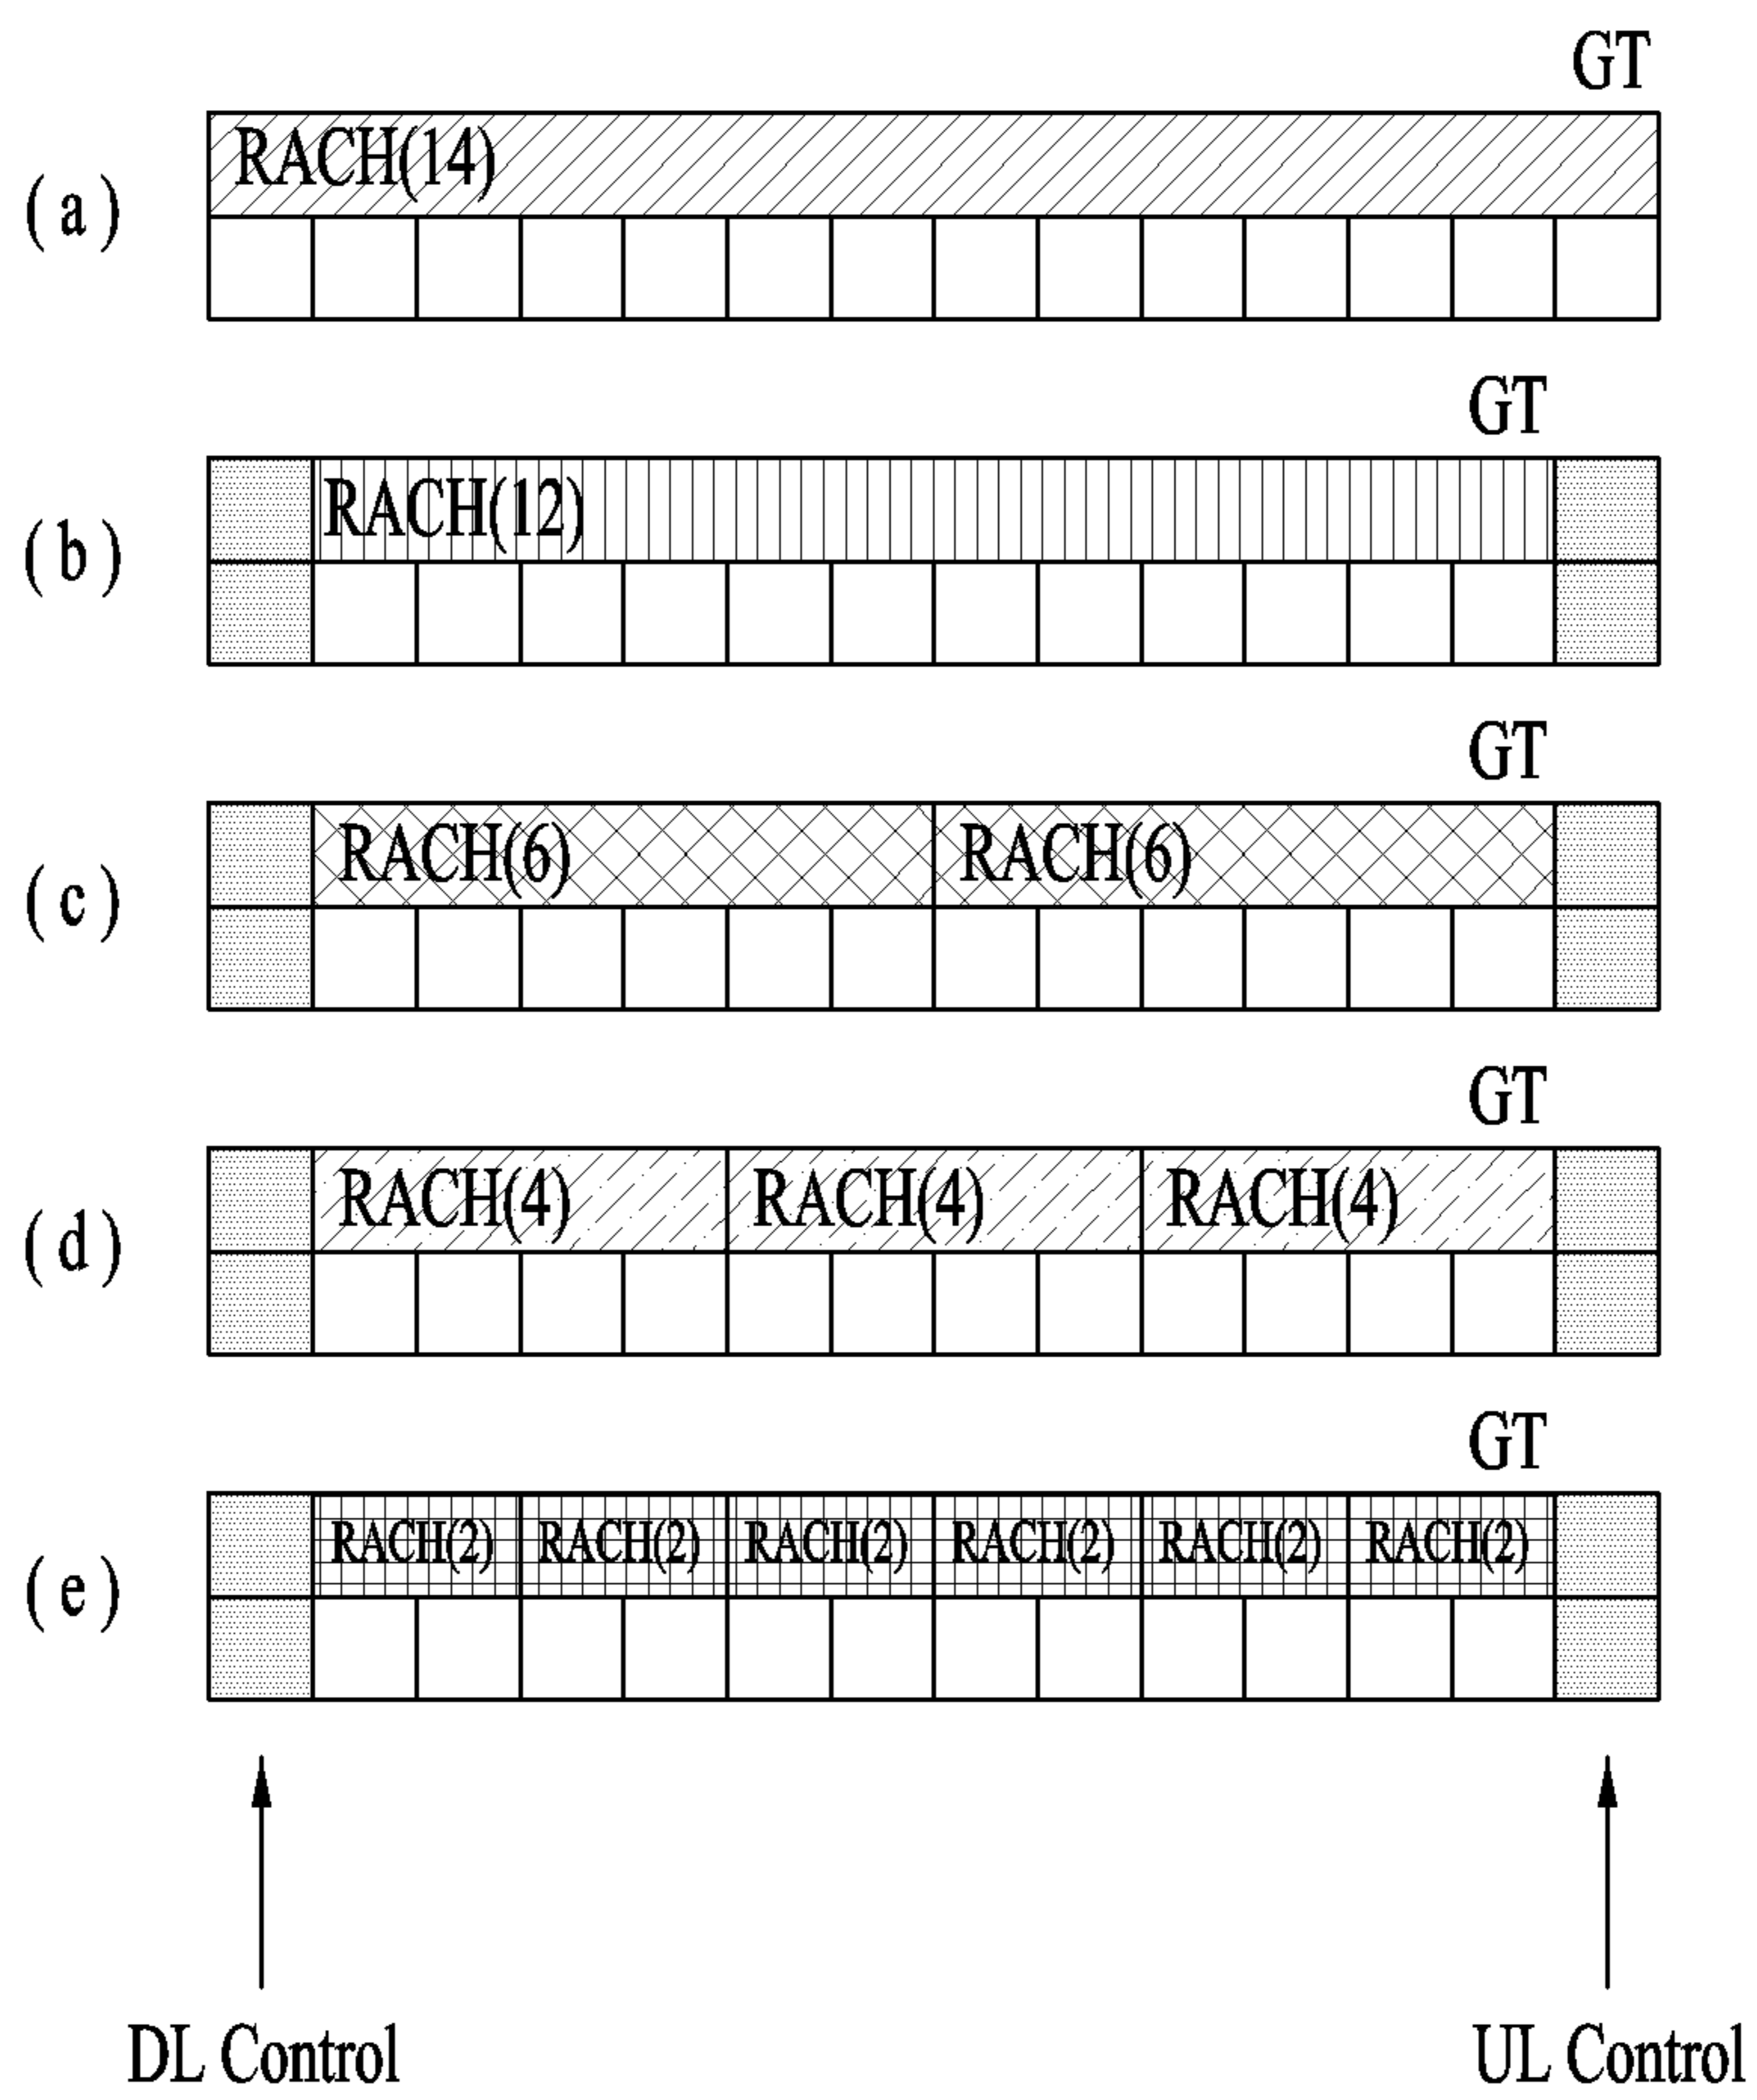 GT
RACH(14)
( a )
GT
RACH(12)
( b )
GT
RACH(6) RACH(6)
( c )
GT
RACH(4) RACH(4) RACH(4)
( d )
GT
RACH(2) RACH(2) RACH(2) RACH(2) RACH(2) RACH(2)
( e )
DL Control UL Control